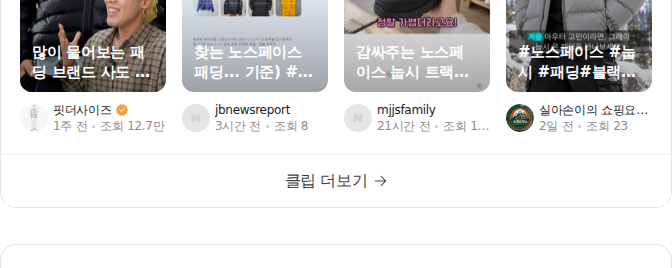 정말 가볍더라고요!
겨울 아우터 고민이라면, 그레이
많이 물어보는 패
딩 브랜드 사도 ...
찾는 노스페이스
패딩... 기준) #...
감싸주는 노스페
이스 눕시 트랙...
#노스페이스 #눕
시 #패딩#블랙...
핏더사이즈
1주 전 · 조회 12.7만
jbnewsreport
3시간 전 · 조회 8
mjjsfamily
21시간 전 · 조회 1...
실아손이의 쇼핑요...
2일 전 · 조회 23
클립 더보기 →